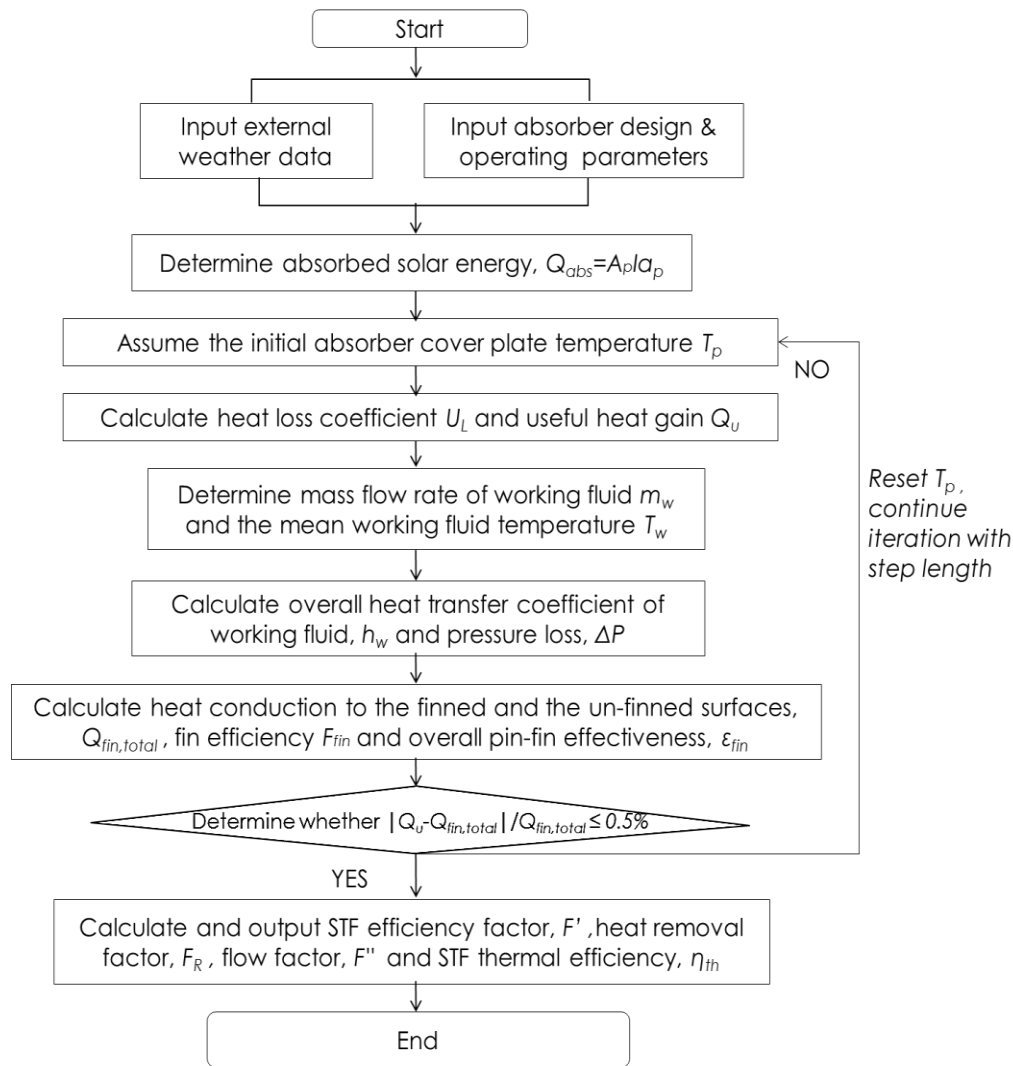 Start
Input external
weather data
Input absorber design &
operating parameters
Determine absorbed solar energy, Qabs=ApIap
Assume the initial absorber cover plate temperature Tp
NO
Calculate heat loss coefficient UL and useful heat gain Qu
Determine mass flow rate of working fluid mw
and the mean working fluid temperature Tw
Reset Tp ,
continue
iteration with
step length
Calculate overall heat transfer coefficient of
working fluid, hw and pressure loss, ΔP
Calculate heat conduction to the finned and the un-finned surfaces,
Qfin,total , fin efficiency Ffin and overall pin-fin effectiveness, εfin
Determine whether |Qu-Qfin,total|/Qfin,total ≤ 0.5%
YES
Calculate and output STF efficiency factor, F' ,heat removal
factor, FR , flow factor, F" and STF thermal efficiency, ηth
End